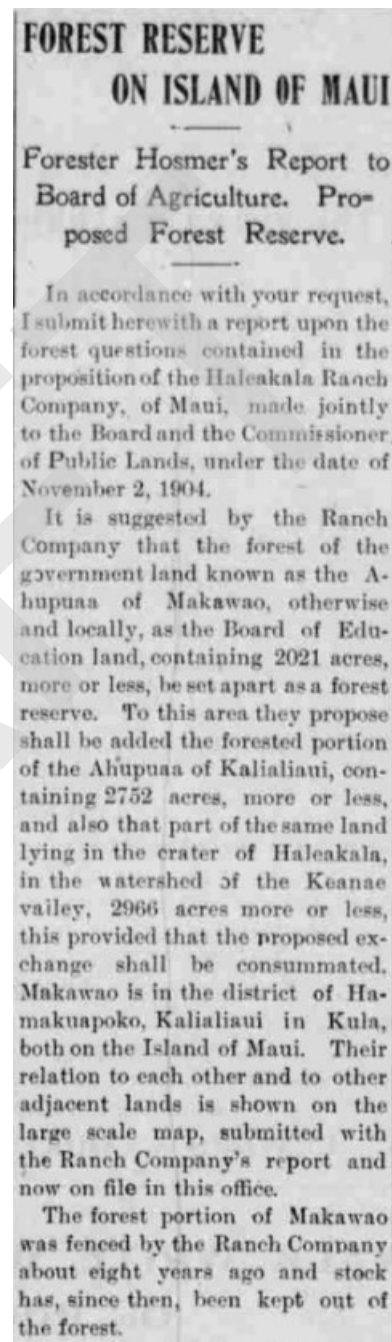 FOREST RESERVE
ON ISLAND OF MAUI
Forester Hosmer's Report to
Board of Agriculture. Pro-
posed Forest Reserve.
In accordance with your request,
I submit herewith a report upon the
forest questions contained in the
proposition of the Haleakala Ranch
Company, of Maui, made jointly
to the Board and the Commissioner
of Public Lands, under the date of
November 2, 1904.
It is suggested by the Ranch
Company that the forest of the
government land known as the A-
hupuaa of Makawao, otherwise
and locally, as the Board of Edu-
cation land, containing 2021 acres,
more or less, be set apart as a forest
reserve. To this area they propose
shall be added the forested portion
of the Ahupuaa of Kalialiaui, con-
taining 2752 acres, more or less,
and also that part of the same land
lying in the crater of Haleakala,
in the watershed of the Keanae
vailey, 2966 acres more or less,
this provided that the proposed ex-
change shall be consummated.
Makawao is in the district of Ha-
makuapoko, Kalialiaui in Kula,
both on the Island of Maui. Their
relation to each other and to other
adjacent lands is shown on the
large scale map, submitted with
the Ranch Company's report and
now on file in this office.
The forest portion of Makawao
was fenced by the Ranch Company
about eight years ago and stock
has, since then, been kept out of
the forest.